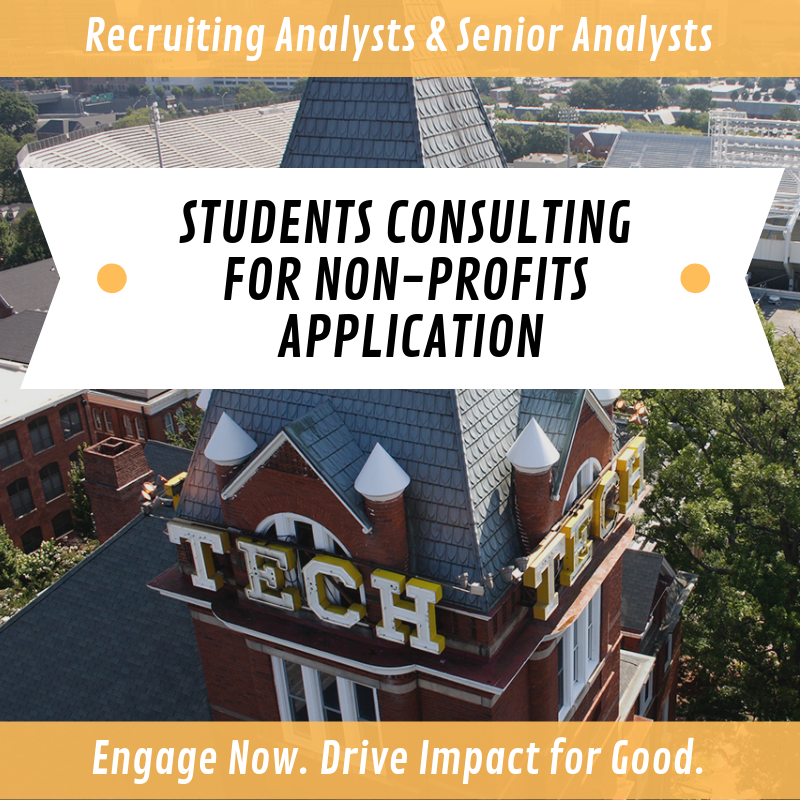 Recruiting Analysts & Senior Analysts
STUDENTS CONSULTING
FOR NON-PROFITS
APPLICATION
TECH TECH
Engage Now. Drive Impact for Good.